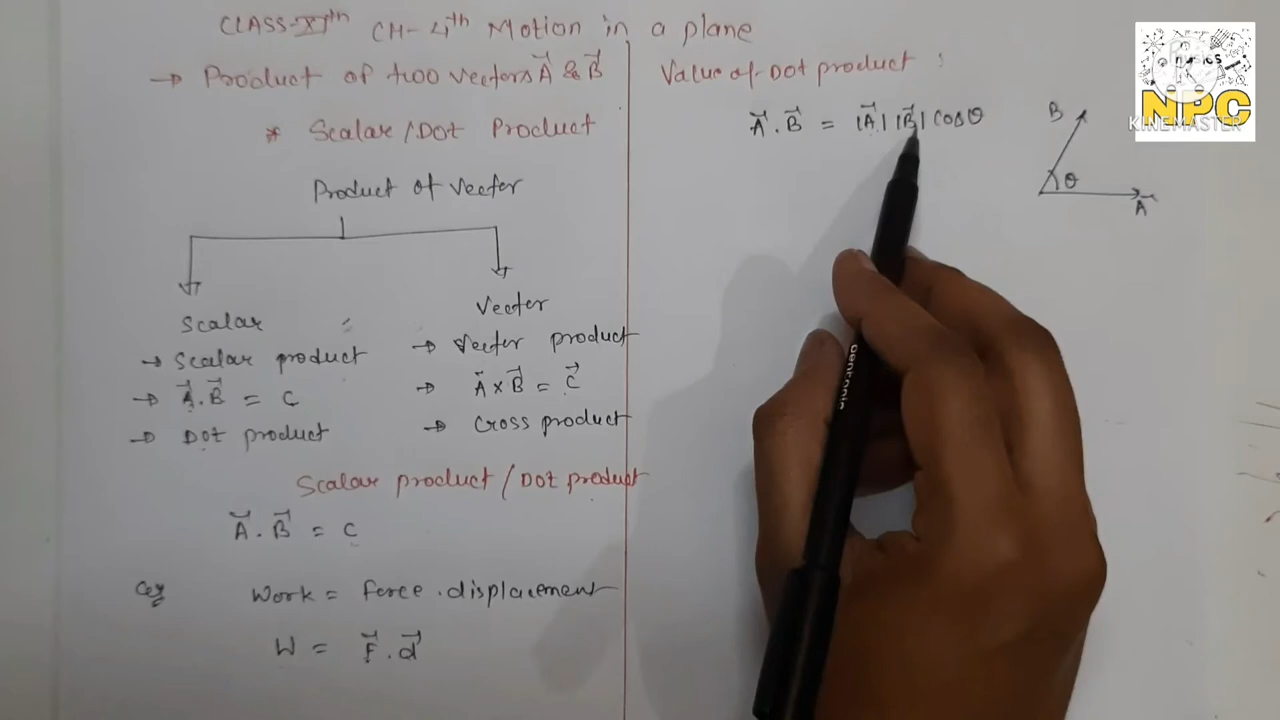 CLASS-XIth CH-4th Motion in a plane
→ Product of two vectors A⃗ & B⃗
* Scalar/DOt Product
Product of Vector
Scalar
→ Scalar product
→ A⃗.B⃗ = C
→ DOt product
Vector
→ Vector product
→ A⃗×B⃗ = C⃗
→ Cross product
Scalar product/DOt product
A⃗.B⃗ = C
eg Work = force.displacement
W = F⃗.d⃗
Value of DOt product :
A⃗.B⃗ = |A⃗||B⃗|cosθ
B
θ
A⃗
Physics
NPC
KINEMASTER
gentronic